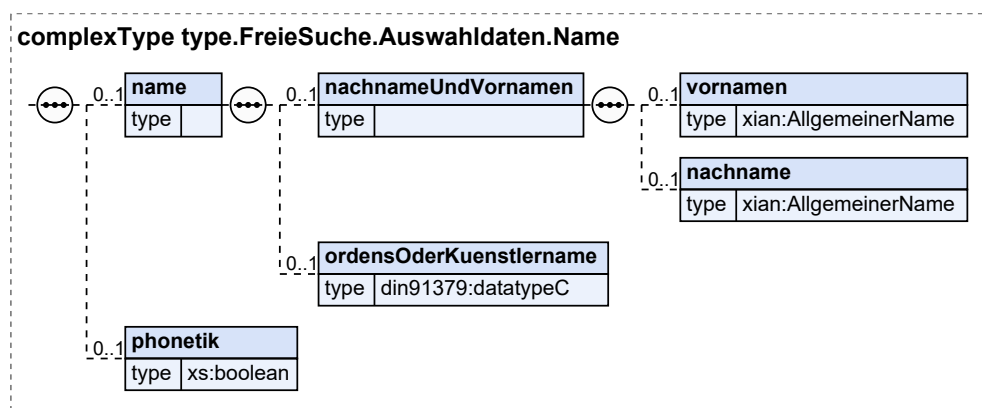 complexType type.FreieSuche.Auswahldaten.Name
0..1 name
type
0..1 nachnameUndVornamen
type
0..1 vornamen
type xian:AllgemeinerName
0..1 nachname
type xian:AllgemeinerName
0..1 ordensOderKuenstlername
type din91379:datatypeC
0..1 phonetik
type xs:boolean